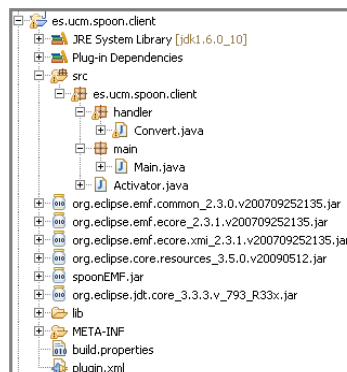 es.ucm.spoon.client
JRE System Library [jdk1.6.0_10]
Plug-in Dependencies
src
es.ucm.spoon.client
handler
Convert.java
main
Main.java
Activator.java
org.eclipse.emf.common_2.3.0.v200709252135.jar
org.eclipse.emf.ecore_2.3.1.v200709252135.jar
org.eclipse.emf.ecore.xmi_2.3.1.v200709252135.jar
org.eclipse.core.resources_3.5.0.v20090512.jar
spoonEMF.jar
org.eclipse.jdt.core_3.3.3.v_793_R33x.jar
lib
META-INF
build.properties
plugin.xml